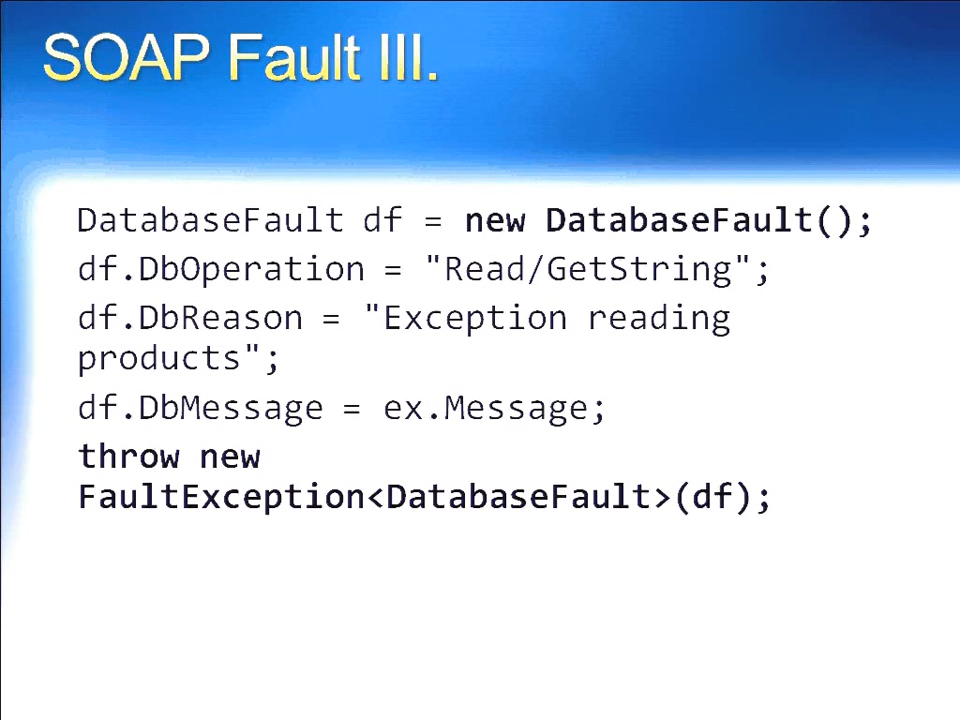 SOAP Fault III.
DatabaseFault df = new DatabaseFault();
df.DbOperation = "Read/GetString";
df.DbReason = "Exception reading
products";
df.DbMessage = ex.Message;
throw new
FaultException<DatabaseFault>(df);